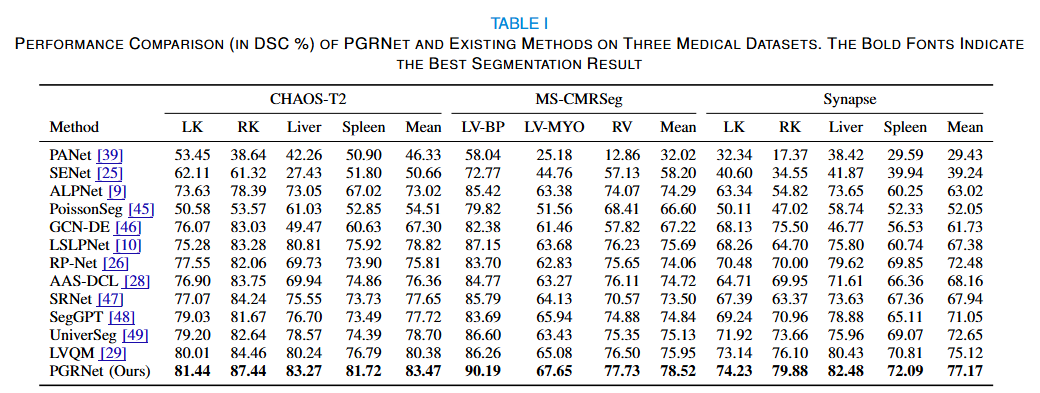 TABLE I
PERFORMANCE COMPARISON (IN DSC %) OF PGRNET AND EXISTING METHODS ON THREE MEDICAL DATASETS. THE BOLD FONTS INDICATE
THE BEST SEGMENTATION RESULT
CHAOS-T2 MS-CMRSeg Synapse
Method LK RK Liver Spleen Mean LV-BP LV-MYO RV Mean LK RK Liver Spleen Mean
PANet [39] 53.45 38.64 42.26 50.90 46.33 58.04 25.18 12.86 32.02 32.34 17.37 38.42 29.59 29.43
SENet [25] 62.11 61.32 27.43 51.80 50.66 72.77 44.76 57.13 58.20 40.60 34.55 41.87 39.94 39.24
ALPNet [9] 73.63 78.39 73.05 67.02 73.02 85.42 63.38 74.07 74.29 63.34 54.82 73.65 60.25 63.02
PoissonSeg [45] 50.58 53.57 61.03 52.85 54.51 79.82 51.56 68.41 66.60 50.11 47.02 58.74 52.33 52.05
GCN-DE [46] 76.07 83.03 49.47 60.63 67.30 82.38 61.46 57.82 67.22 68.13 75.50 46.77 56.53 61.73
LSLPNet [10] 75.28 83.28 80.81 75.92 78.82 87.15 63.68 76.23 75.69 68.26 64.70 75.80 60.74 67.38
RP-Net [26] 77.55 82.06 69.73 73.90 75.81 83.70 62.83 75.65 74.06 70.48 70.00 79.62 69.85 72.48
AAS-DCL [28] 76.90 83.75 69.94 74.86 76.36 84.77 63.27 76.11 74.72 64.71 69.95 71.61 66.36 68.16
SRNet [47] 77.07 84.24 75.55 73.73 77.65 85.79 64.13 70.57 73.50 67.39 63.37 73.63 67.36 67.94
SegGPT [48] 79.03 81.67 76.70 73.49 77.72 83.69 65.94 74.88 74.84 69.24 70.96 78.88 65.11 71.05
UniverSeg [49] 79.20 82.64 78.57 74.39 78.70 86.60 63.43 75.35 75.13 71.92 73.66 75.96 69.07 72.65
LVQM [29] 80.01 84.46 80.24 76.79 80.38 86.26 65.08 76.50 75.95 73.14 76.10 80.43 70.81 75.12
PGRNet (Ours) 81.44 87.44 83.27 81.72 83.47 90.19 67.65 77.73 78.52 74.23 79.88 82.48 72.09 77.17